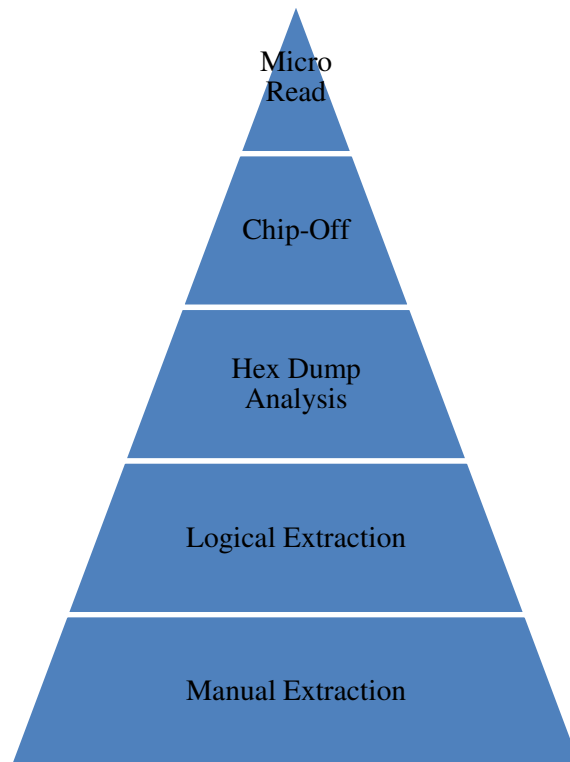 Micro
Read
Chip-Off
Hex Dump
Analysis
Logical Extraction
Manual Extraction